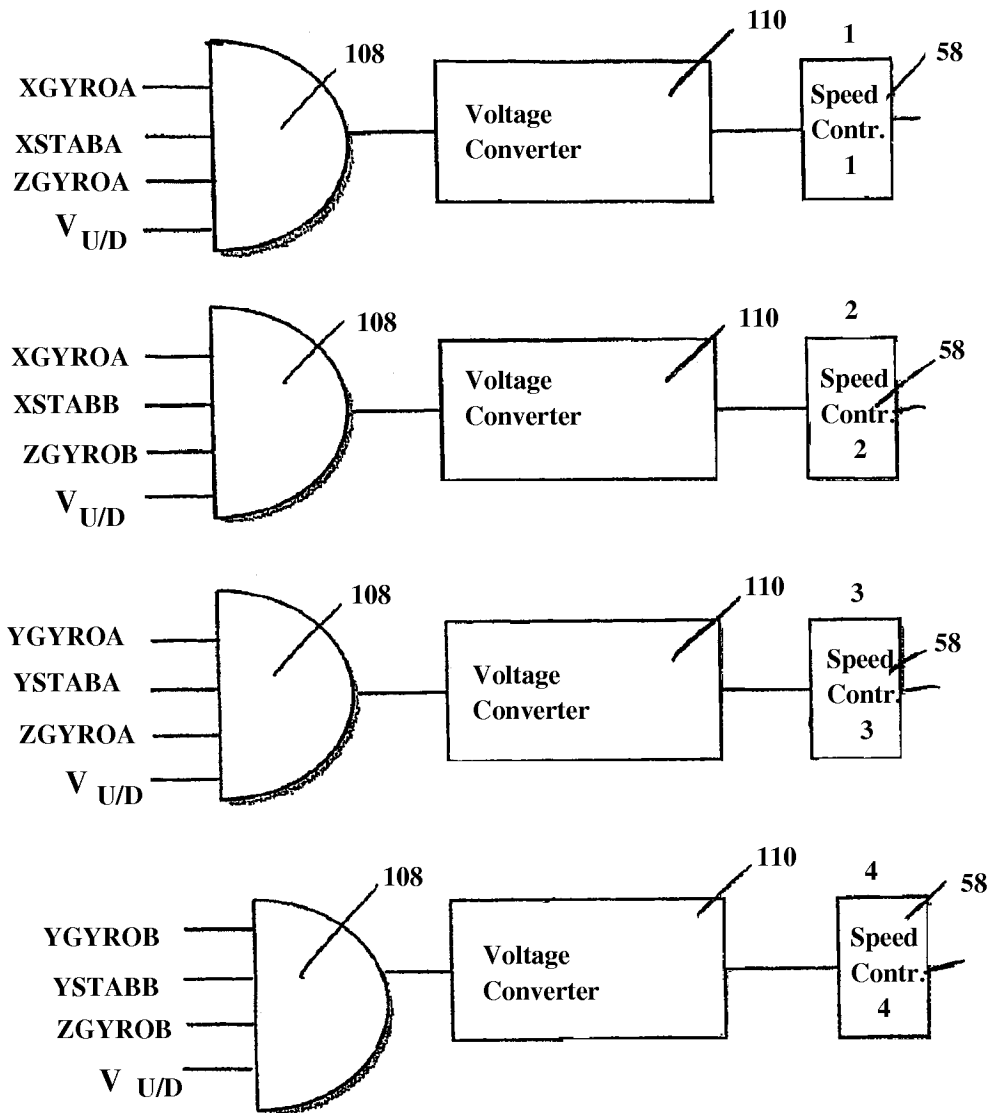 108
110
1
58
XGYROA
XSTABA
ZGYROA
V U/D
Voltage
Converter
Speed
Contr.
1
108
110
2
58
XGYROA
XSTABB
ZGYROB
V U/D
Voltage
Converter
Speed
Contr.
2
108
110
3
58
YGYROA
YSTABA
ZGYROA
V U/D
Voltage
Converter
Speed
Contr.
3
108
110
4
58
YGYROB
YSTABB
ZGYROB
V U/D
Voltage
Converter
Speed
Contr.
4